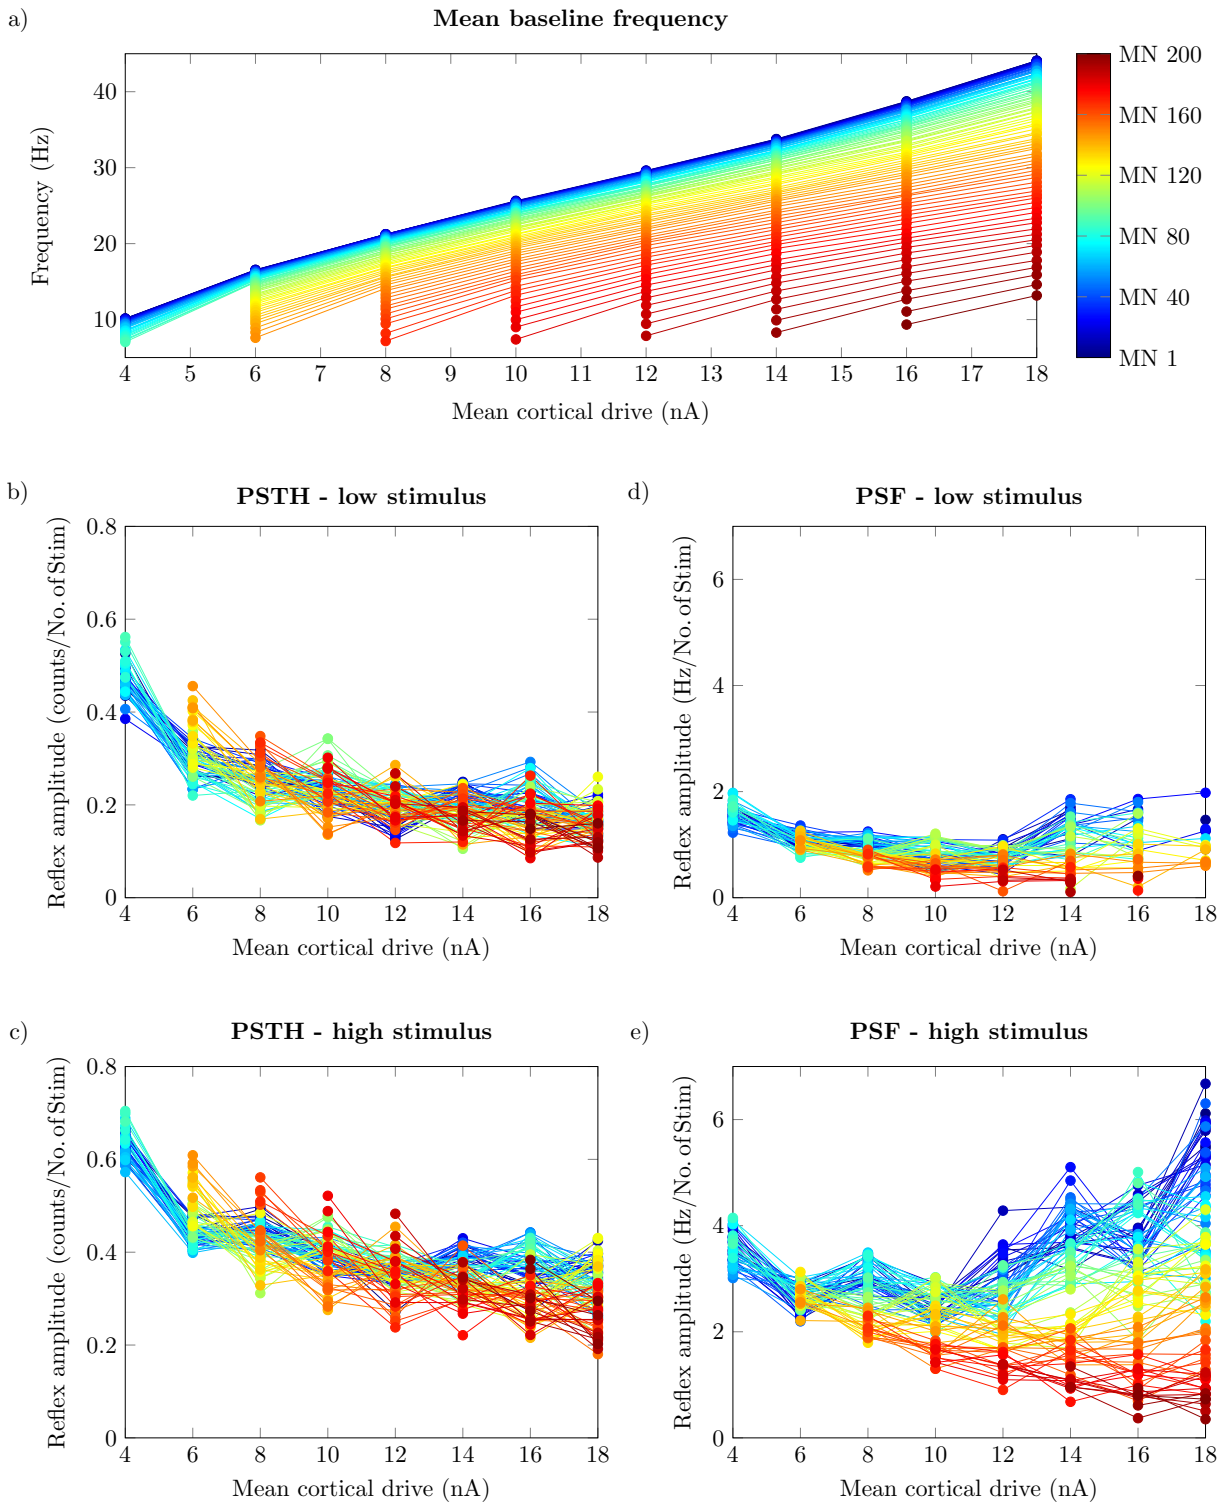 a)
Mean baseline frequency
Frequency (Hz)
40
30
20
10
4 5 6 7 8 9 10 11 12 13 14 15 16 17 18
Mean cortical drive (nA)
MN 200
MN 160
MN 120
MN 80
MN 40
MN 1
b)
PSTH - low stimulus
Reflex amplitude (counts/No. of Stim)
0.8
0.6
0.4
0.2
0
4 6 8 10 12 14 16 18
Mean cortical drive (nA)
d)
PSF - low stimulus
Reflex amplitude (Hz/No. of Stim)
6
4
2
0
4 6 8 10 12 14 16 18
Mean cortical drive (nA)
c)
PSTH - high stimulus
Reflex amplitude (counts/No. of Stim)
0.8
0.6
0.4
0.2
0
4 6 8 10 12 14 16 18
Mean cortical drive (nA)
e)
PSF - high stimulus
Reflex amplitude (Hz/No. of Stim)
6
4
2
0
4 6 8 10 12 14 16 18
Mean cortical drive (nA)